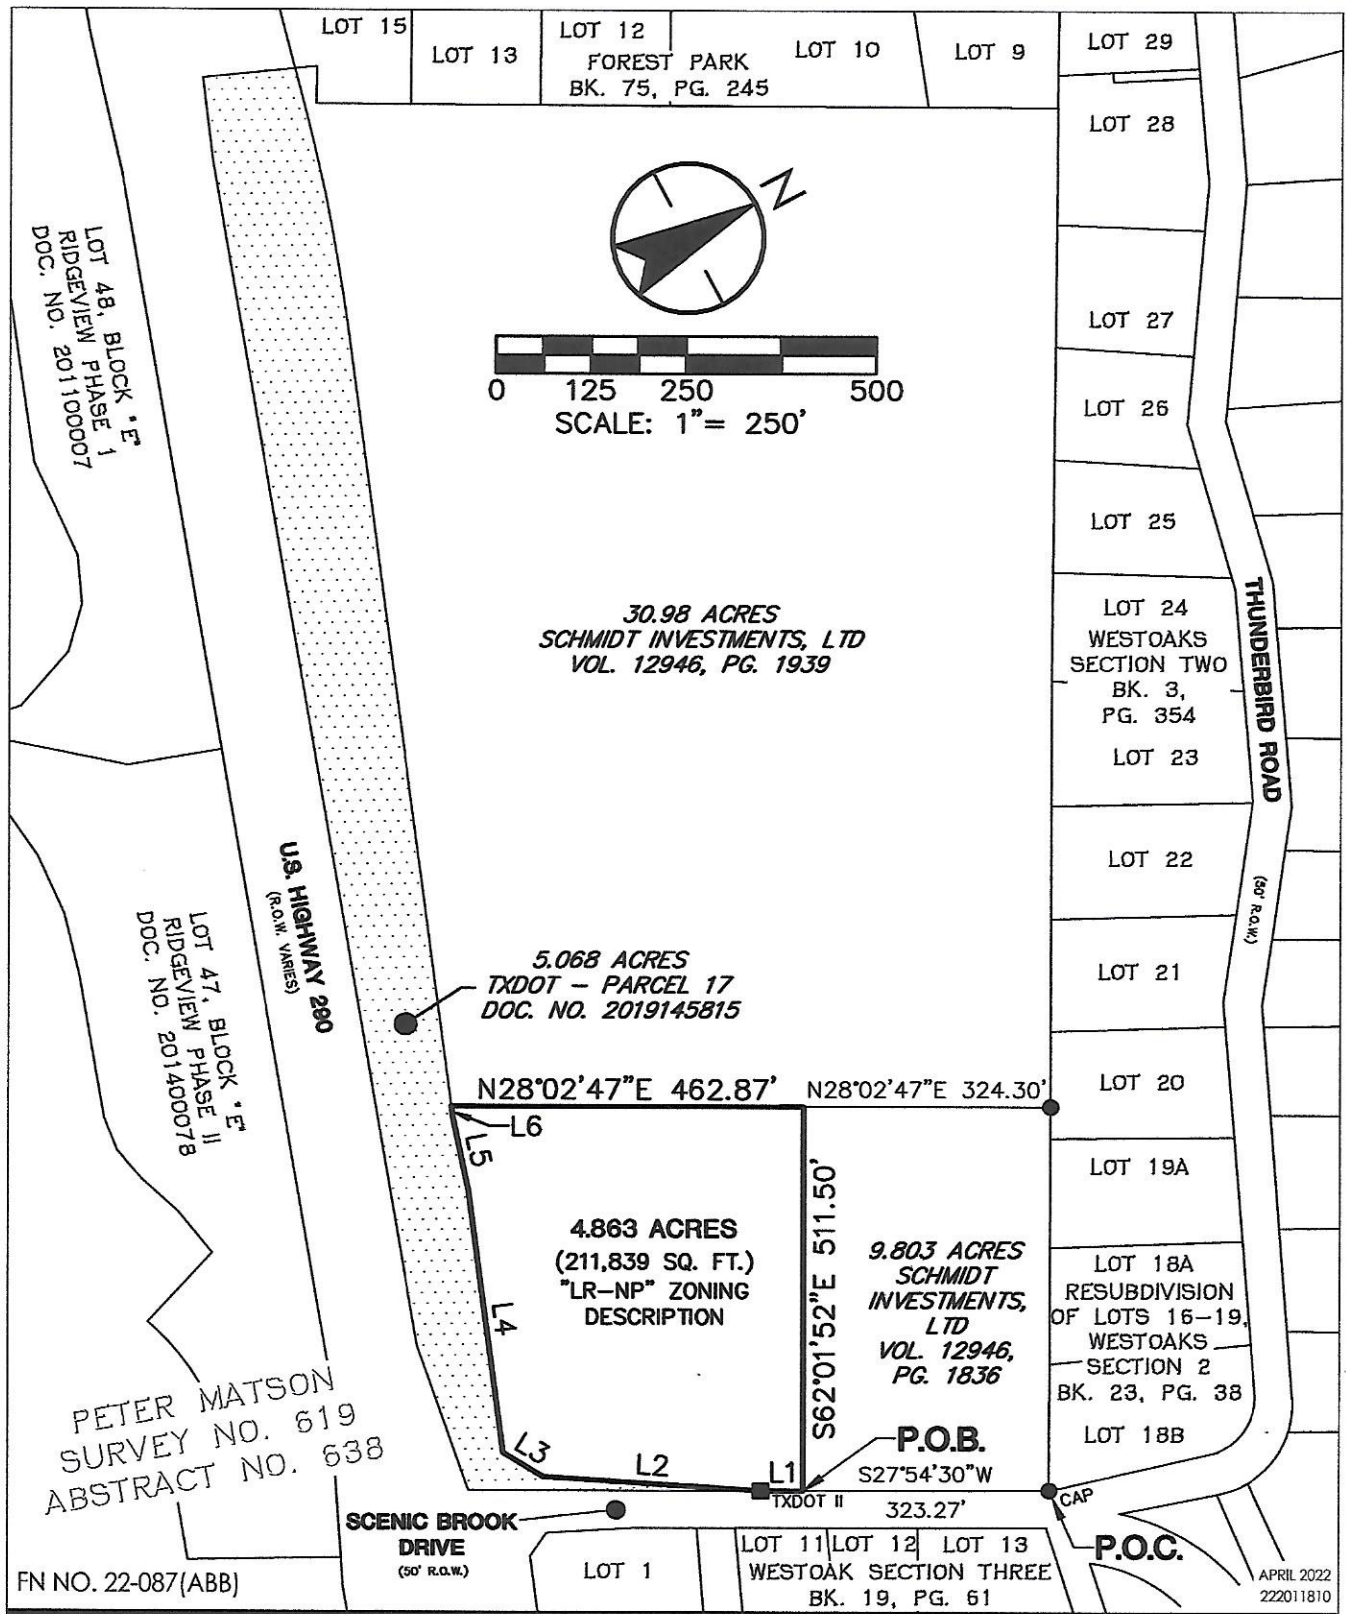 LOT 15
LOT 13
LOT 12
FOREST PARK
BK. 75, PG. 245
LOT 10
LOT 9
LOT 29
LOT 28
N
0 125 250 500
SCALE: 1"= 250'
LOT 48, BLOCK "E"
RIDGEVIEW PHASE 1
DOC. NO. 201100007
LOT 27
LOT 26
LOT 25
30.98 ACRES
SCHMIDT INVESTMENTS, LTD
VOL. 12946, PG. 1939
LOT 24
WESTOAKS
SECTION TWO
BK. 3,
PG. 354
LOT 23
THUNDERBIRD ROAD
(50' R.O.W.)
LOT 22
LOT 21
U.S. HIGHWAY 290
(R.O.W. VARIES)
LOT 47, BLOCK "E"
RIDGEVIEW PHASE II
DOC. NO. 201400078
5.068 ACRES
TXDOT – PARCEL 17
DOC. NO. 2019145815
N28°02'47"E 462.87'
N28°02'47"E 324.30'
LOT 20
L6
L5
LOT 19A
4.863 ACRES
(211,839 SQ. FT.)
"LR–NP" ZONING
DESCRIPTION
L4
S62°01'52"E 511.50'
9.803 ACRES
SCHMIDT
INVESTMENTS,
LTD
VOL. 12946,
PG. 1836
LOT 18A
RESUBDIVISION
OF LOTS 16–19,
WESTOAKS
SECTION 2
BK. 23, PG. 38
LOT 18B
PETER MATSON
SURVEY NO. 619
ABSTRACT NO. 638
L3
L2
L1
P.O.B.
S27°54'30"W
323.27'
TXDOT II
CAP
P.O.C.
SCENIC BROOK
DRIVE
(50' R.O.W.)
LOT 1
LOT 11
LOT 12
LOT 13
WESTOAK SECTION THREE
BK. 19, PG. 61
FN NO. 22-087(ABB)
APRIL 2022
222011810